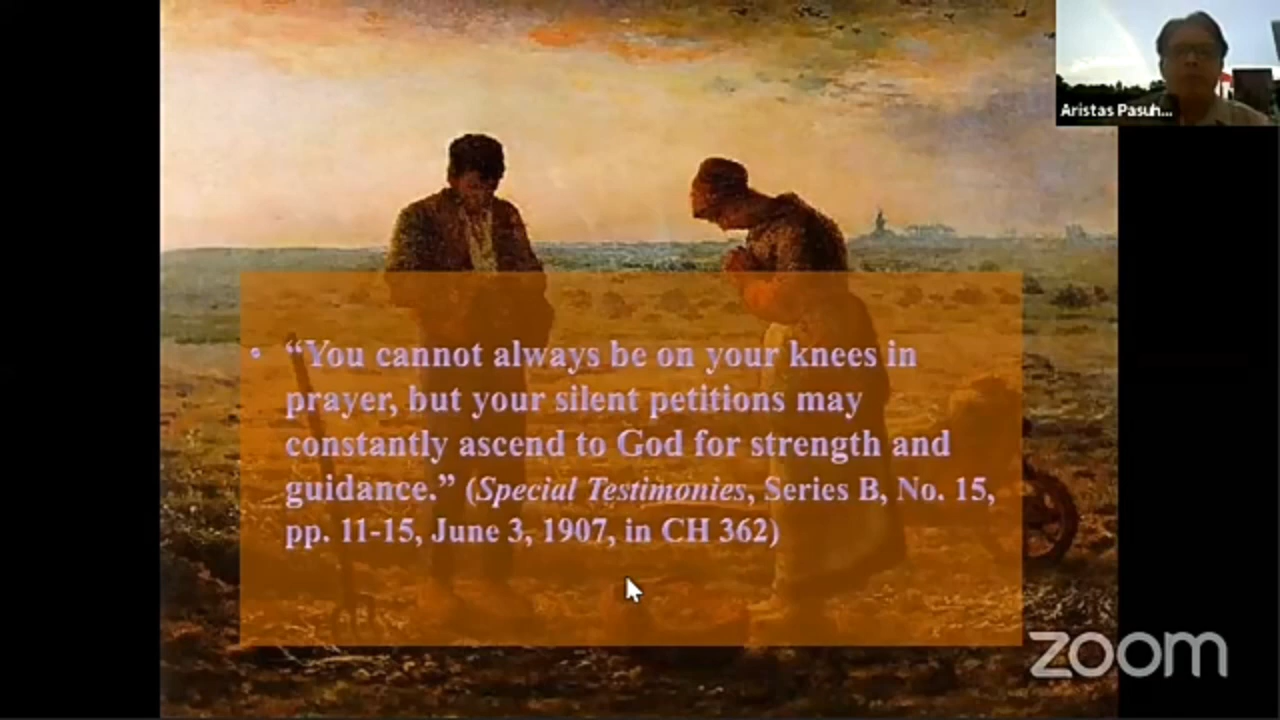 Aristas Pasuh...
• “You cannot always be on your knees in
prayer, but your silent petitions may
constantly ascend to God for strength and
guidance.” (Special Testimonies, Series B, No. 15,
pp. 11-15, June 3, 1907, in CH 362)
zoom